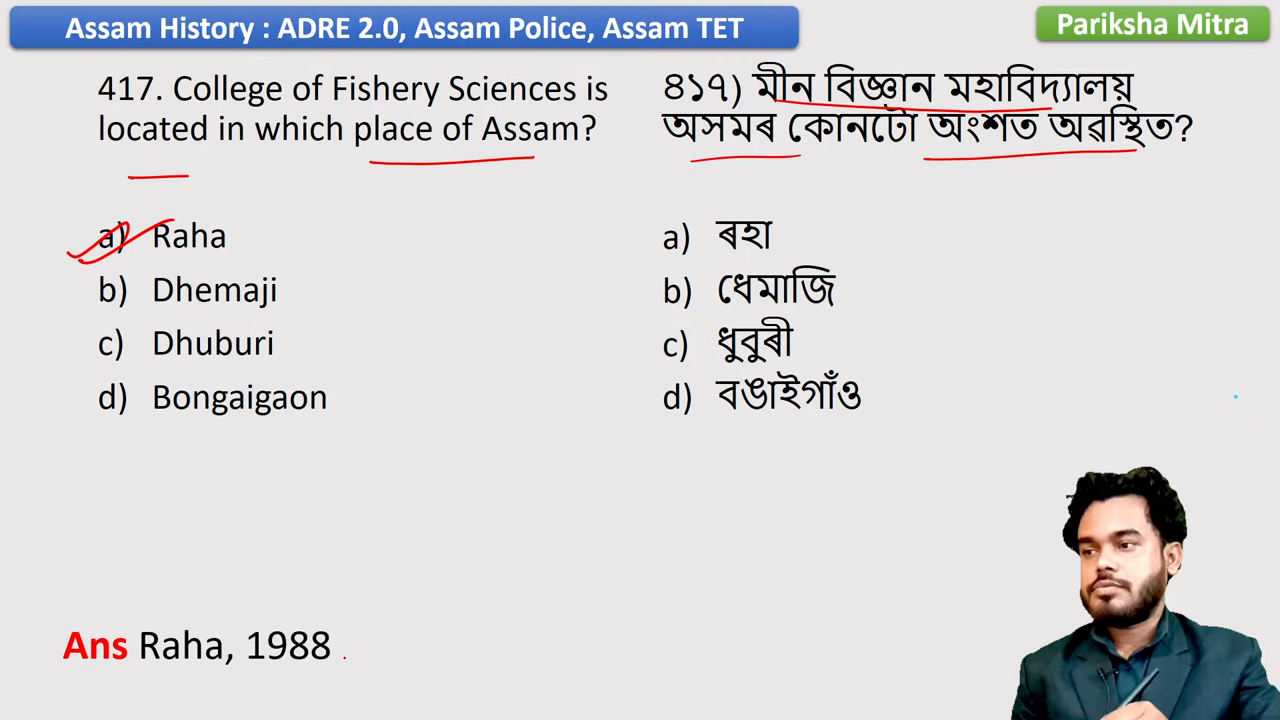 Assam History : ADRE 2.0, Assam Police, Assam TET
Pariksha Mitra
417. College of Fishery Sciences is
located in which place of Assam?
a) Raha
b) Dhemaji
c) Dhuburi
d) Bongaigaon
৪১৭) মীন বিজ্ঞান মহাবিদ্যালয়
অসমৰ কোনটো অংশত অৱস্থিত?
a) ৰহা
b) ধেমাজি
c) ধুবুৰী
d) বঙাইগাঁও
Ans Raha, 1988